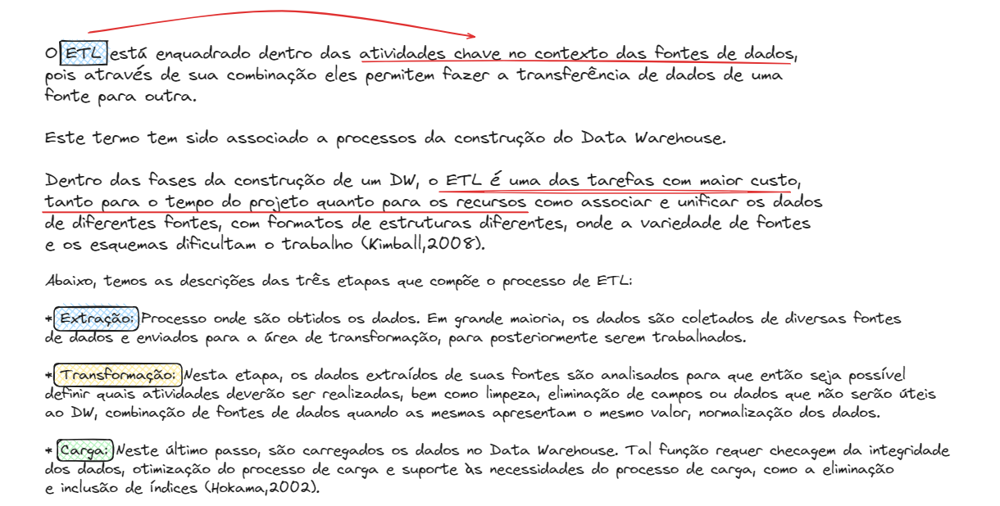 O ETL está enquadrado dentro das atividades chave no contexto das fontes de dados,
pois através de sua combinação eles permitem fazer a transferência de dados de uma
fonte para outra.
Este termo tem sido associado a processos da construção do Data Warehouse.
Dentro das fases da construção de um DW, o ETL é uma das tarefas com maior custo,
tanto para o tempo do projeto quanto para os recursos como associar e unificar os dados
de diferentes fontes, com formatos de estruturas diferentes, onde a variedade de fontes
e os esquemas dificultam o trabalho (Kimball,2008).
Abaixo, temos as descrições das três etapas que compõe o processo de ETL:
* Extração: Processo onde são obtidos os dados. Em grande maioria, os dados são coletados de diversas fontes
de dados e enviados para a área de transformação, para posteriormente serem trabalhados.
* Transformação: Nesta etapa, os dados extraídos de suas fontes são analisados para que então seja possível
definir quais atividades deverão ser realizadas, bem como limpeza, eliminação de campos ou dados que não serão úteis
ao DW, combinação de fontes de dados quando as mesmas apresentam o mesmo valor, normalização dos dados.
* Carga: Neste último passo, são carregados os dados no Data Warehouse. Tal função requer checagem da integridade
dos dados, otimização do processo de carga e suporte às necessidades do processo de carga, como a eliminação
e inclusão de índices (Hokama,2002).